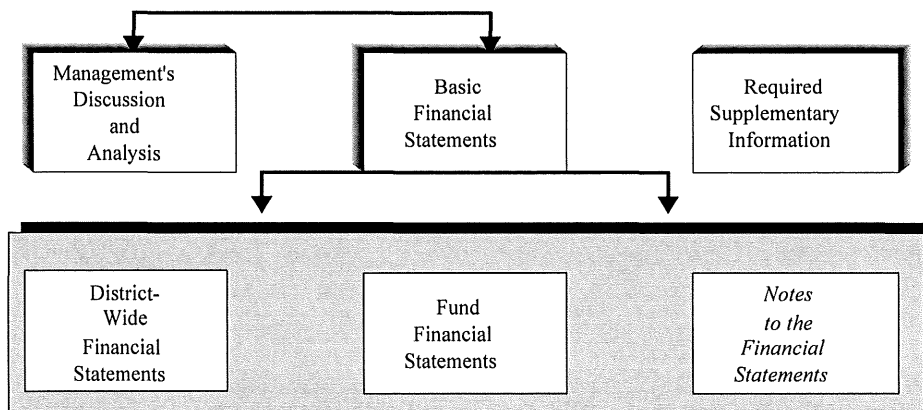 Management's
Discussion
and
Analysis
Basic
Financial
Statements
Required
Supplementary
Information
District-
Wide
Financial
Statements
Fund
Financial
Statements
Notes
to the
Financial
Statements